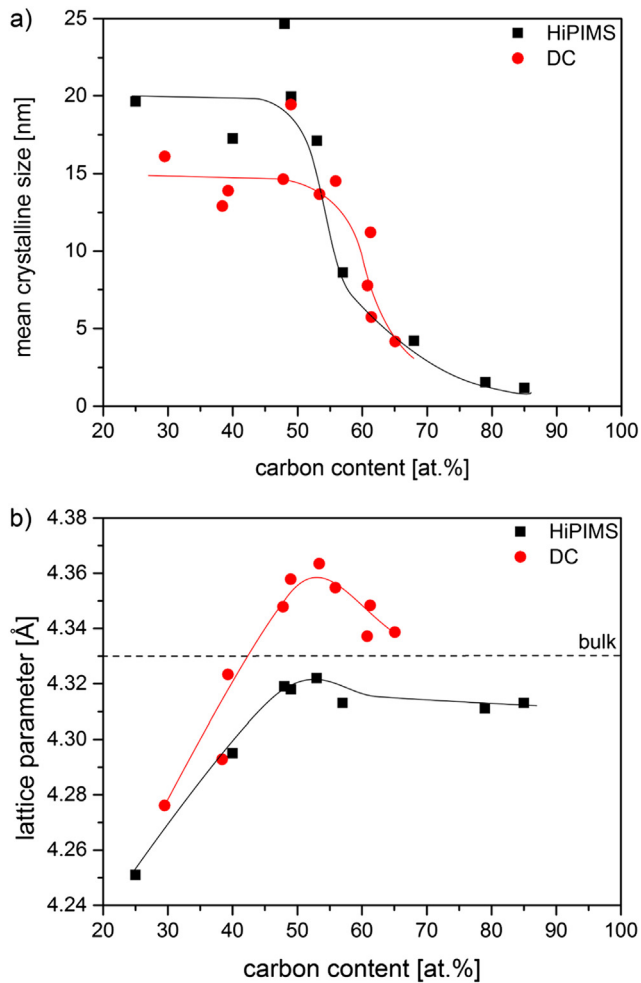 a)
HiPIMS
DC
mean crystalline size [nm]
25
20
15
10
5
0
20 30 40 50 60 70 80 90 100
carbon content [at.%]
b)
HiPIMS
DC
bulk
lattice parameter [Å]
4.38
4.36
4.34
4.32
4.30
4.28
4.26
4.24
20 30 40 50 60 70 80 90 100
carbon content [at.%]